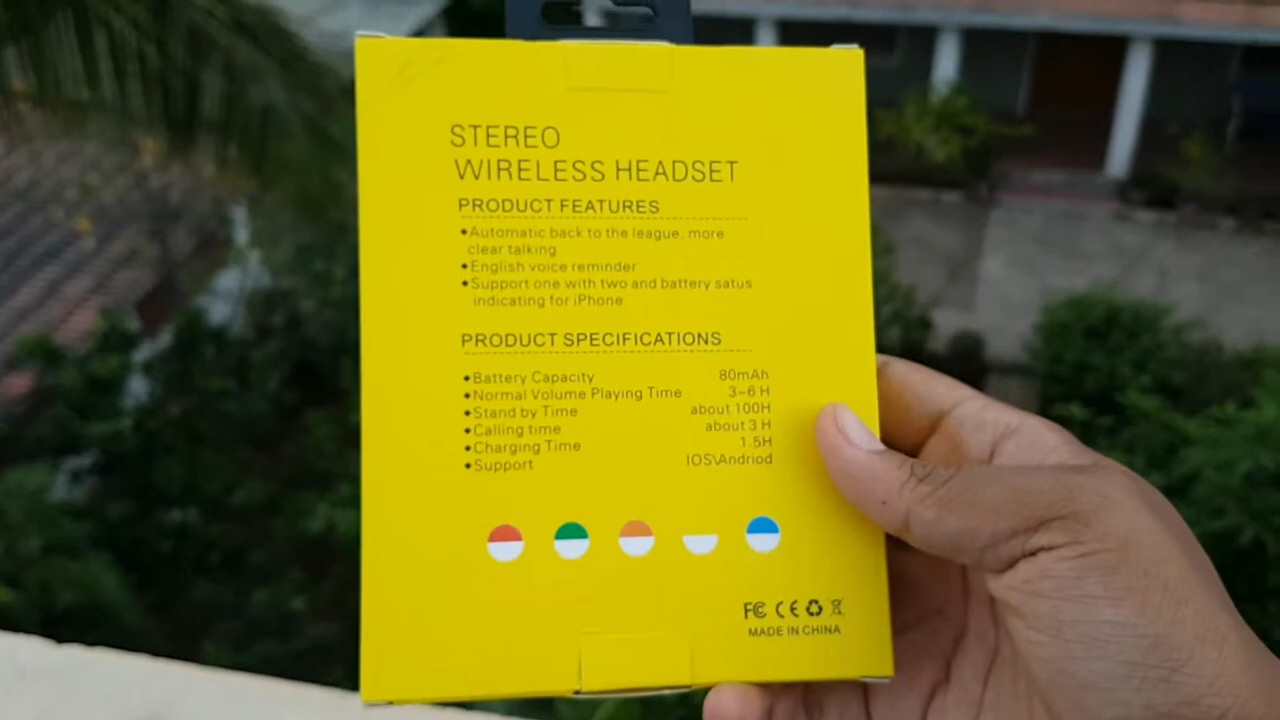 STEREO
WIRELESS HEADSET
PRODUCT FEATURES
◆Automatic back to the league, more
clear talking
◆English voice reminder
◆Support one with two and battery satus
indicating for iPhone
PRODUCT SPECIFICATIONS
◆Battery Capacity 80mAh
◆Normal Volume Playing Time 3–6 H
◆Stand by Time about 100H
◆Calling time about 3 H
◆Charging Time 1.5H
◆Support IOS\Andriod
FC CE
MADE IN CHINA